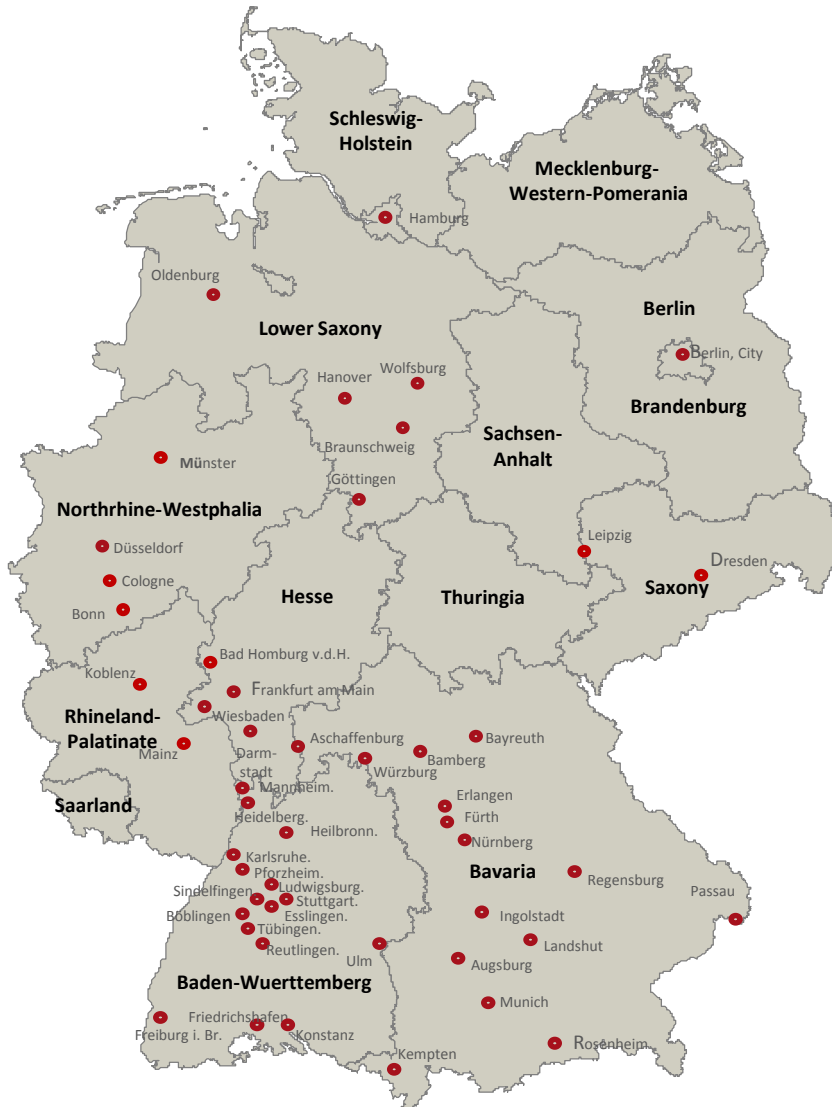 Schleswig-
Holstein
Mecklenburg-
Western-Pomerania
Hamburg
Oldenburg
Lower Saxony
Berlin
Berlin, City
Wolfsburg
Hanover
Brandenburg
Braunschweig
Sachsen-
Anhalt
Münster
Göttingen
Northrhine-Westphalia
Leipzig
Düsseldorf
Dresden
Cologne
Saxony
Hesse
Thuringia
Bonn
Bad Homburg v.d.H.
Koblenz
Frankfurt am Main
Rhineland-
Palatinate
Wiesbaden
Mainz
Darm-
stadt
Aschaffenburg
Würzburg
Bamberg
Bayreuth
Saarland
Mannheim.
Heidelberg.
Heilbronn.
Erlangen
Fürth
Nürnberg
Karlsruhe.
Pforzheim.
Bavaria
Regensburg
Ludwigsburg.
Sindelfingen
Stuttgart.
Passau
Böblingen
Esslingen.
Ingolstadt
Tübingen.
Landshut
Reutlingen.
Ulm
Augsburg
Baden-Wuerttemberg
Munich
Friedrichshafen
Freiburg i. Br.
Konstanz
Rosenheim
Kempten